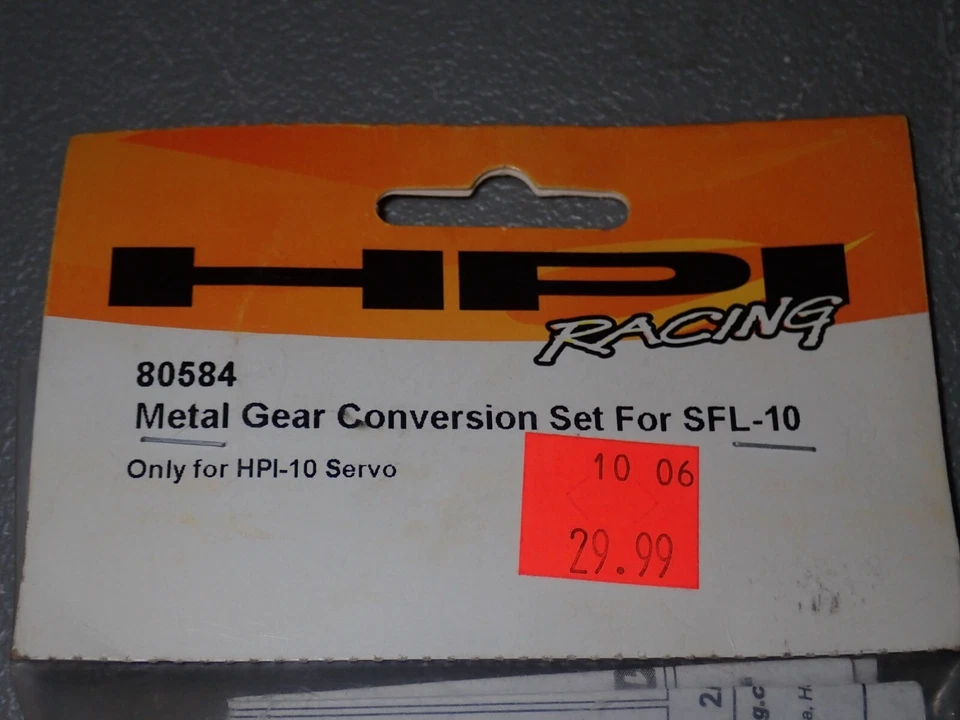 HPI
RACING
80584
Metal Gear Conversion Set For SFL-10
Only for HPI-10 Servo
10 06
29.99